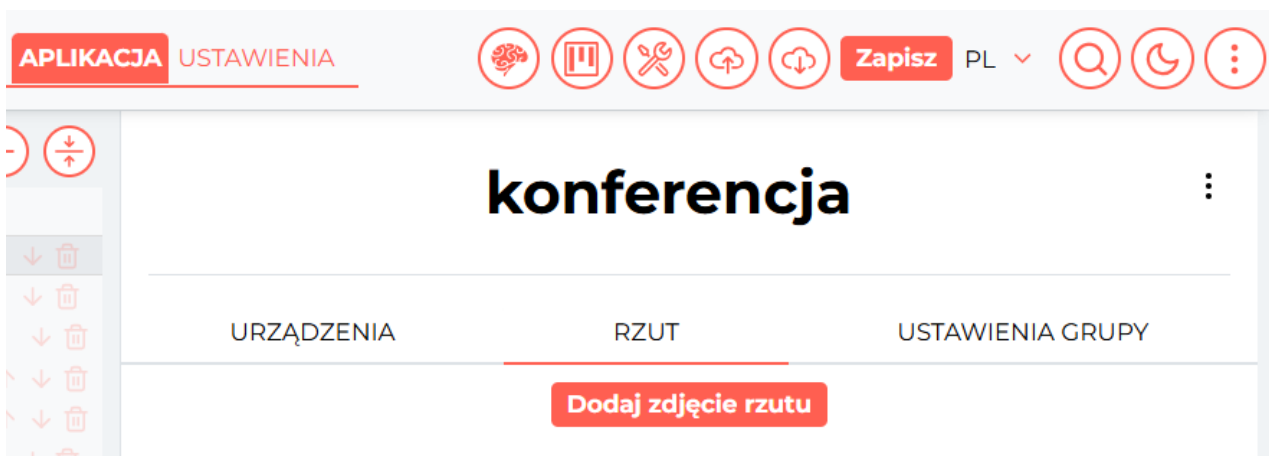 APLIKACJA USTAWIENIA Zapisz PL
konferencja
URZĄDZENIA RZUT USTAWIENIA GRUPY
Dodaj zdjęcie rzutu